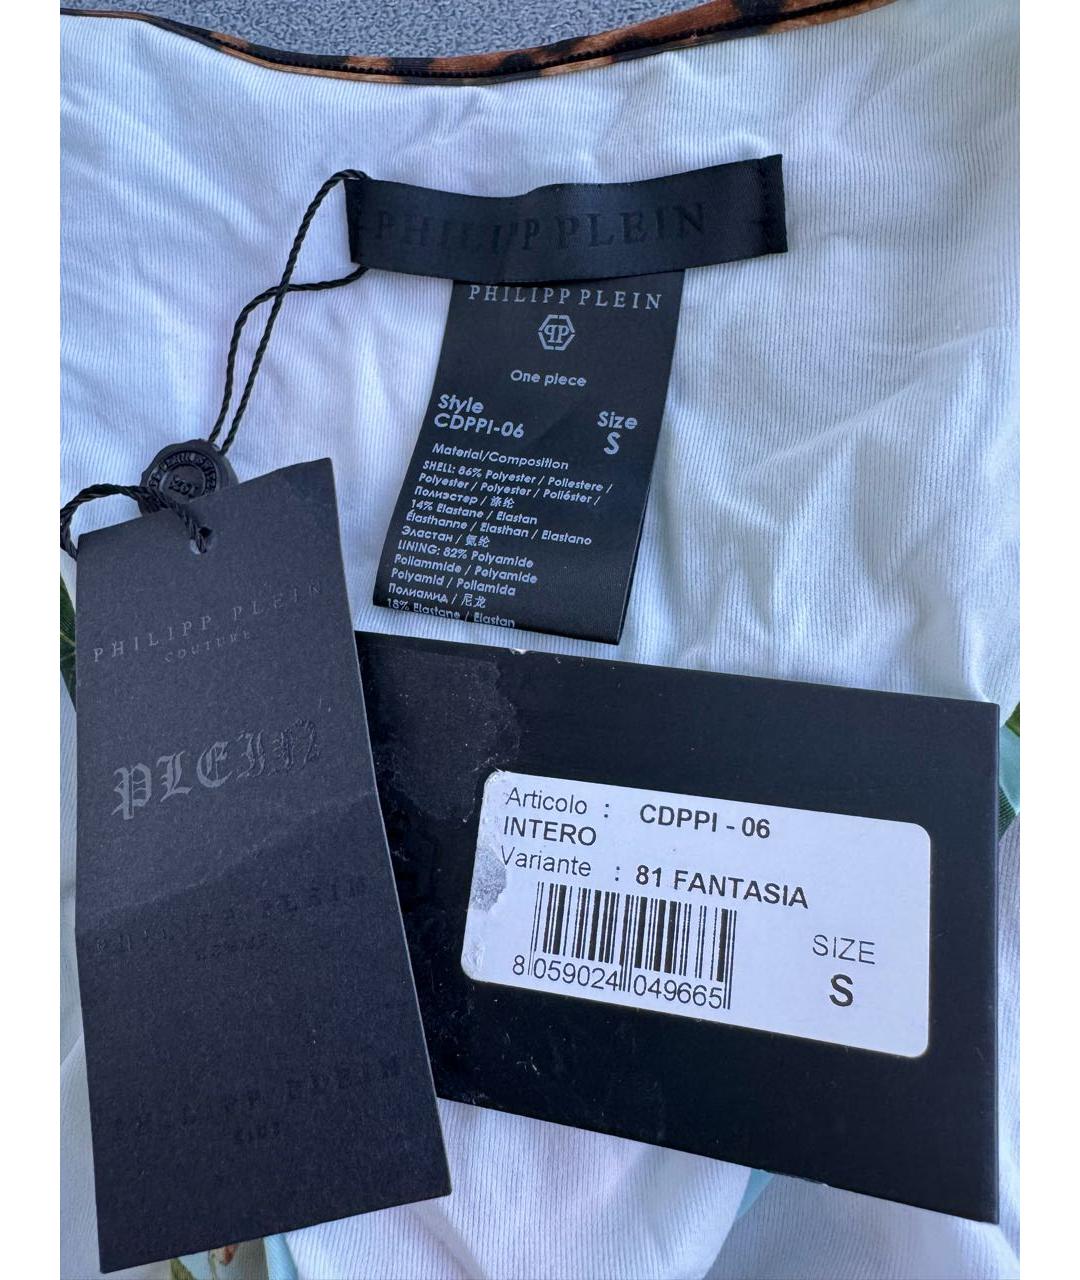 PHILIPP PLEIN
PHILIPP PLEIN
One piece
Style
CDPPI-06
Size
S
Material/Composition
SHELL: 86% Polyester / Poliestere /
Polyester / Polyester / Poliéster /
Полиэстер / 涤纶
14% Elastane / Elastan
Élasthanne / Elasthan / Elastano
Эластан / 氨纶
LINING: 82% Polyamide
Poliammide / Polyamide
Polyamid / Poliamida
Полиамид / 尼龙
18% Elastane / Elastan
PHILIPP PLEIN
COUTURE
PLEIN
PHILIPP PLEIN
Articolo : CDPPI - 06
INTERO
Variante : 81 FANTASIA
8 059024 049665
SIZE
S